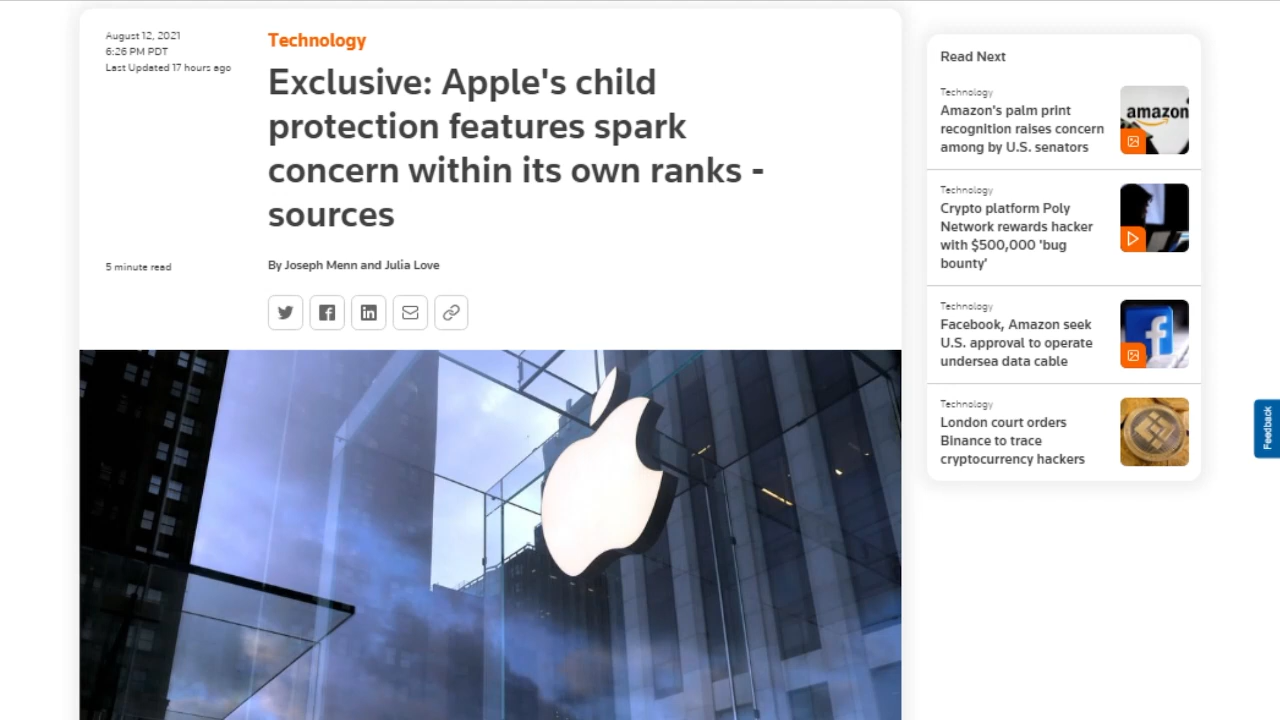 August 12, 2021
6:26 PM PDT
Last Updated 17 hours ago
Technology
Exclusive: Apple's child
protection features spark
concern within its own ranks -
sources
5 minute read
By Joseph Menn and Julia Love
Read Next
Technology
Amazon's palm print
recognition raises concern
among by U.S. senators
amazon
Technology
Crypto platform Poly
Network rewards hacker
with $500,000 'bug
bounty'
Technology
Facebook, Amazon seek
U.S. approval to operate
undersea data cable
Technology
London court orders
Binance to trace
cryptocurrency hackers
Feedback